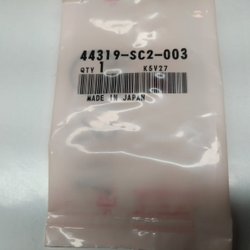 44319-SC2-003
QTY 1 K5V27
MADE IN JAPAN